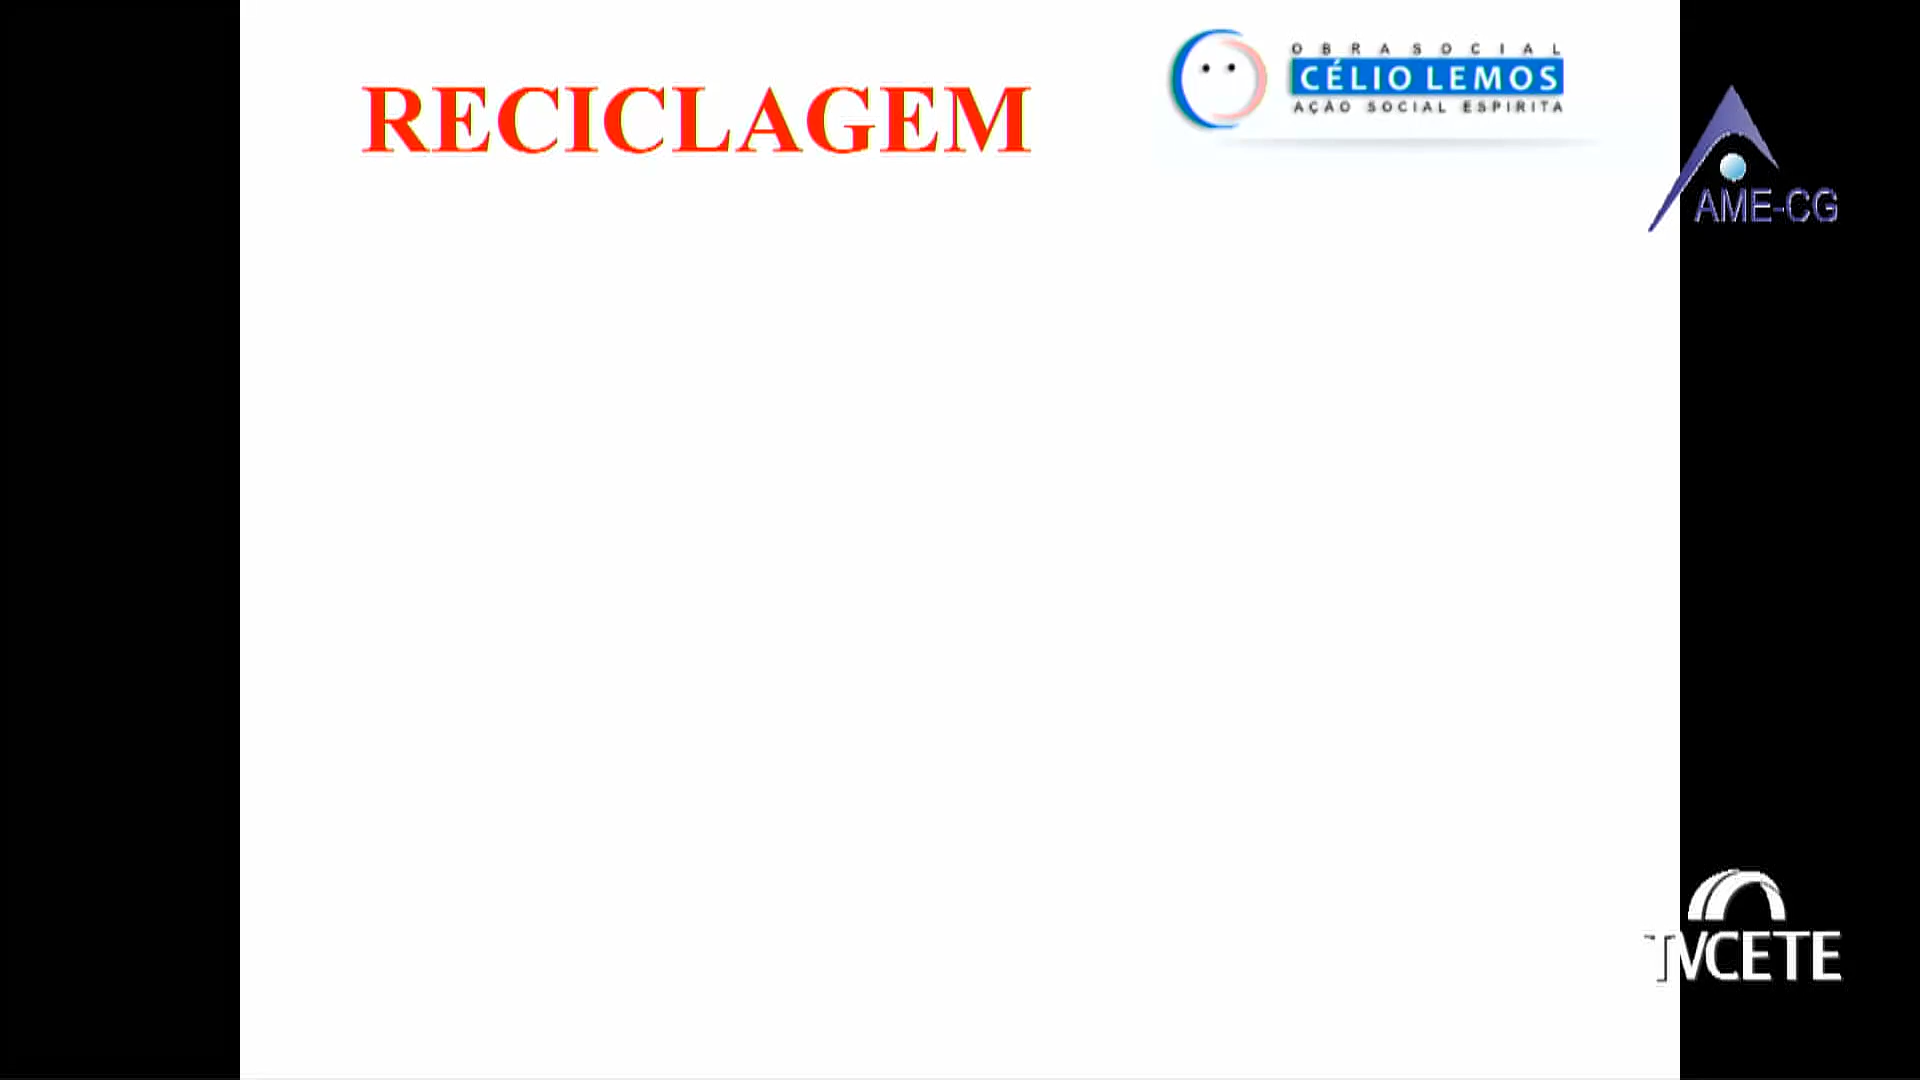 RECICLAGEM
OBRA SOCIAL
CÉLIO LEMOS
AÇÃO SOCIAL ESPIRITA
AME-CG
TVCETE